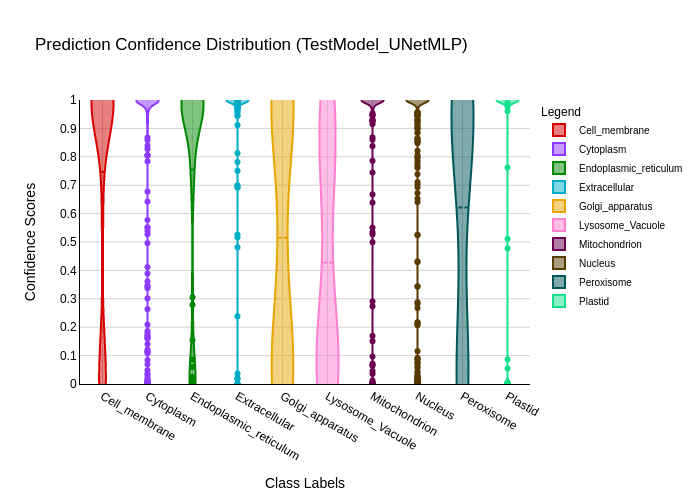 Prediction Confidence Distribution (TestModel_UNetMLP)
Legend
Cell_membrane
Cytoplasm
Endoplasmic_reticulum
Extracellular
Golgi_apparatus
Lysosome_Vacuole
Mitochondrion
Nucleus
Peroxisome
Plastid
Confidence Scores
1
0.9
0.8
0.7
0.6
0.5
0.4
0.3
0.2
0.1
0
Cell_membrane
Cytoplasm
Endoplasmic_reticulum
Extracellular
Golgi_apparatus
Lysosome_Vacuole
Mitochondrion
Nucleus
Peroxisome
Plastid
Class Labels